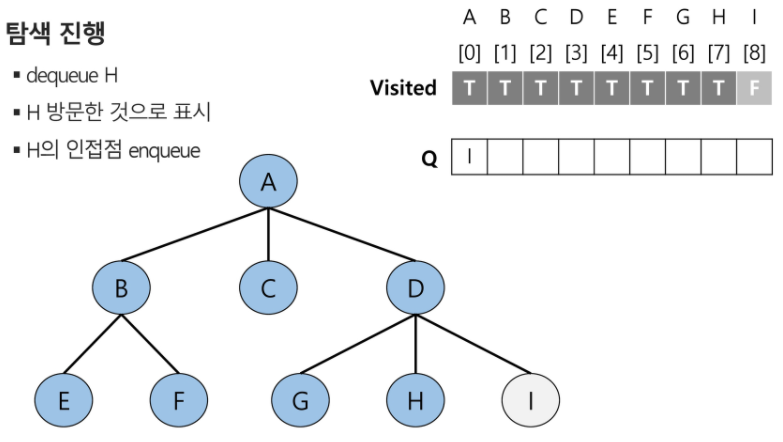 탐색 진행
▪ dequeue H
▪ H 방문한 것으로 표시
▪ H의 인접점 enqueue
A B C D E F G H I
[0] [1] [2] [3] [4] [5] [6] [7] [8]
Visited T T T T T T T T F
Q I
A
B C D
E F G H I